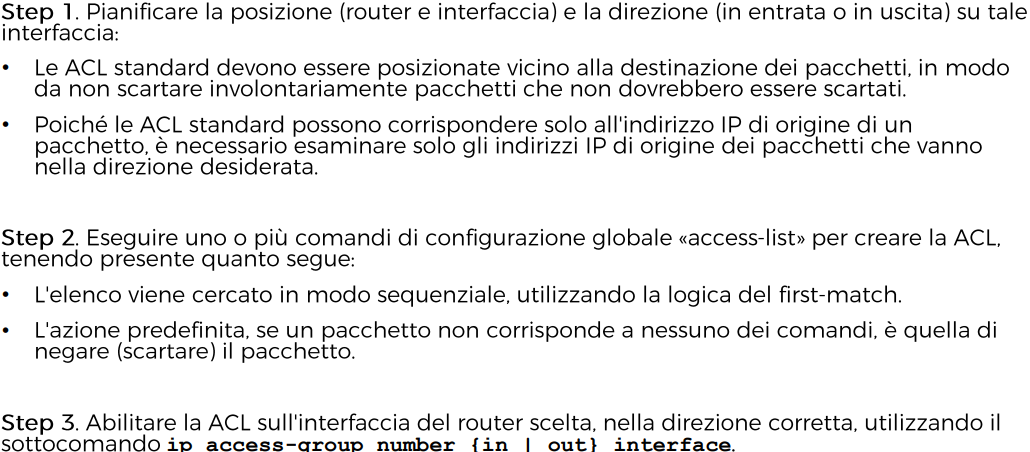 Step 1. Pianificare la posizione (router e interfaccia) e la direzione (in entrata o in uscita) su tale
interfaccia:
• Le ACL standard devono essere posizionate vicino alla destinazione dei pacchetti, in modo
da non scartare involontariamente pacchetti che non dovrebbero essere scartati.
• Poiché le ACL standard possono corrispondere solo all'indirizzo IP di origine di un
pacchetto, è necessario esaminare solo gli indirizzi IP di origine dei pacchetti che vanno
nella direzione desiderata.
Step 2. Eseguire uno o più comandi di configurazione globale «access-list» per creare la ACL,
tenendo presente quanto segue:
• L'elenco viene cercato in modo sequenziale, utilizzando la logica del first-match.
• L'azione predefinita, se un pacchetto non corrisponde a nessuno dei comandi, è quella di
negare (scartare) il pacchetto.
Step 3. Abilitare la ACL sull'interfaccia del router scelta, nella direzione corretta, utilizzando il
sottocomando ip access-group number {in | out} interface.